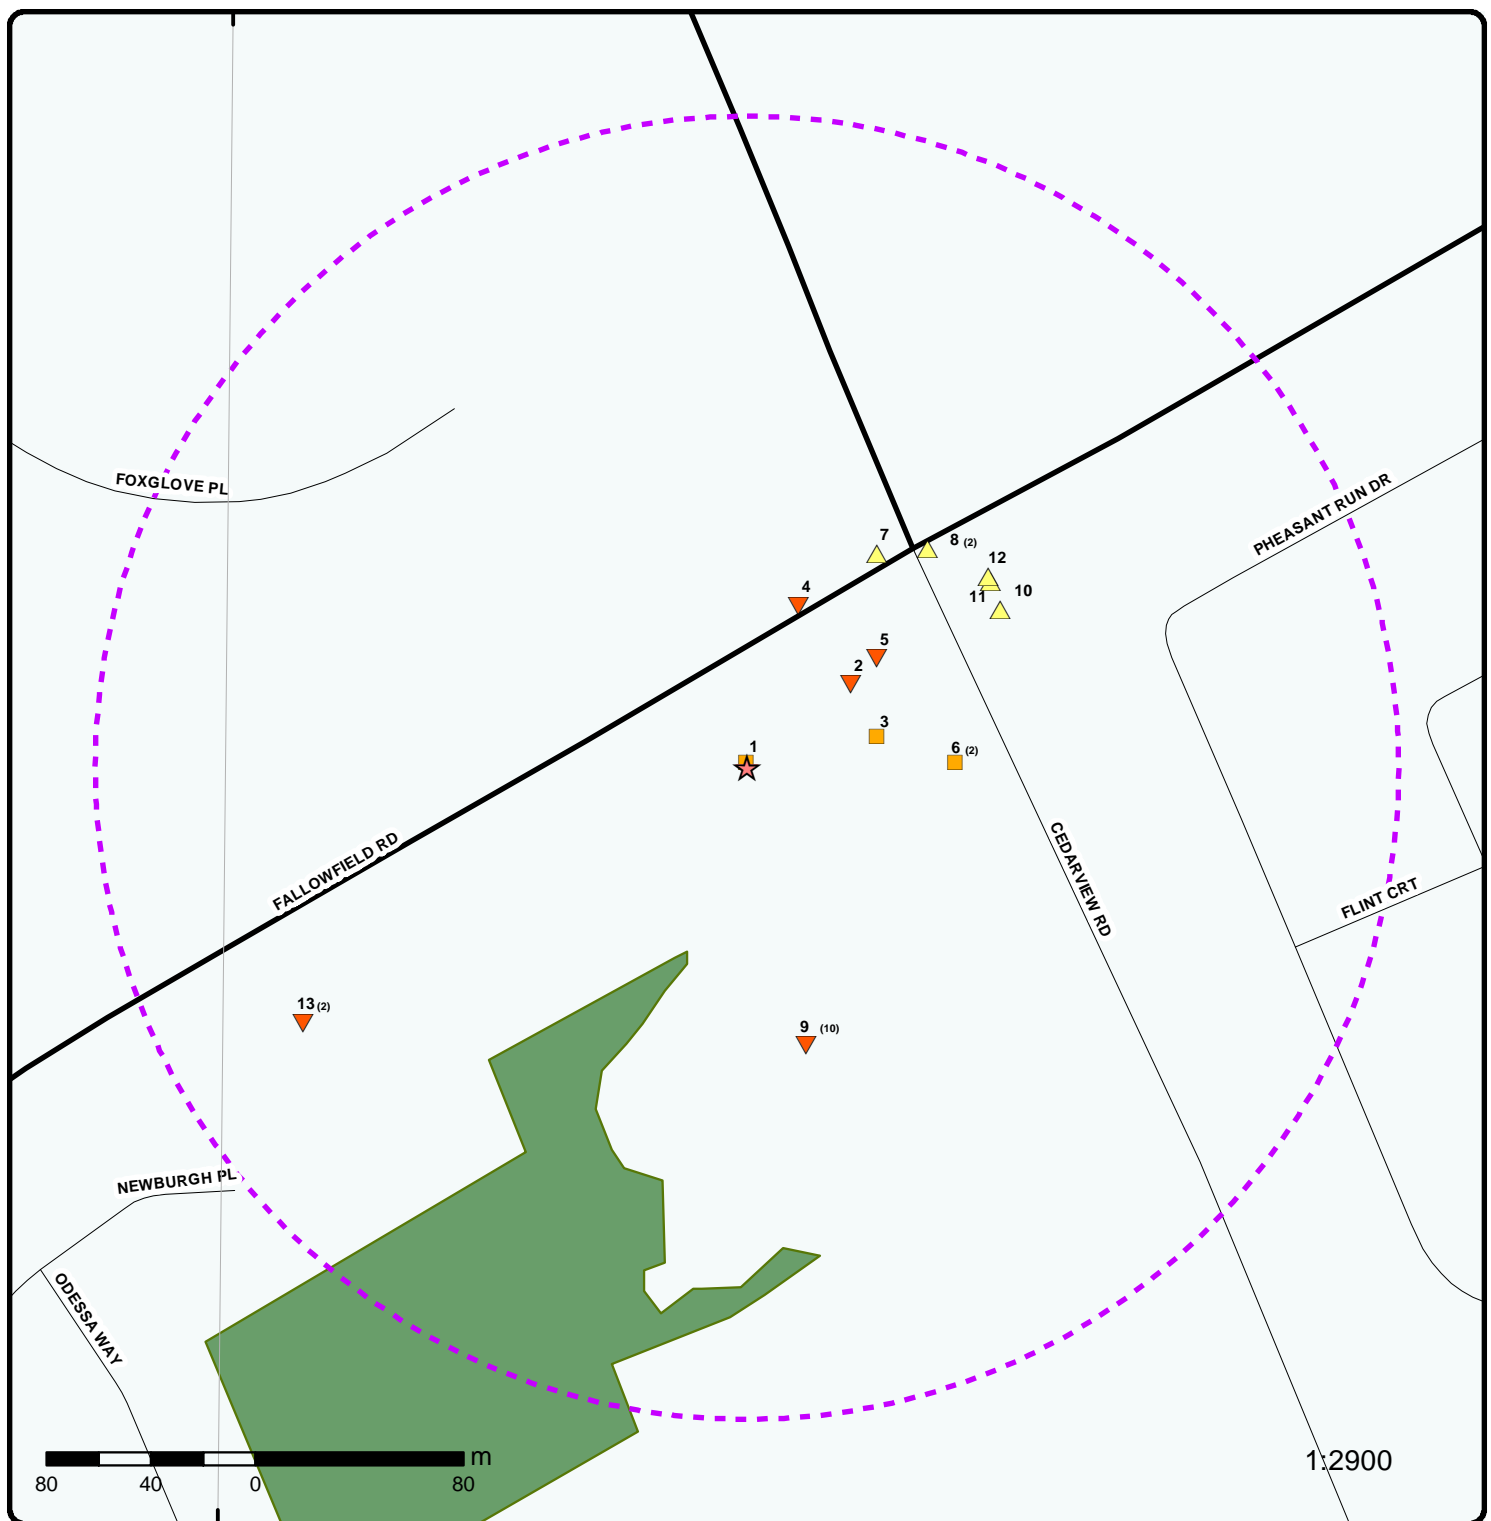 FOXGLOVE PL
PHEASANT RUN DR
7
8 (2)
12
11
10
4
5
2
3
1
6 (2)
FALLOWFIELD RD
CEDARVIEW RD
FLINT CRT
13 (2)
9 (10)
NEWBURGH PL
ODESSA WAY
m
80 40 0 80
1:2900